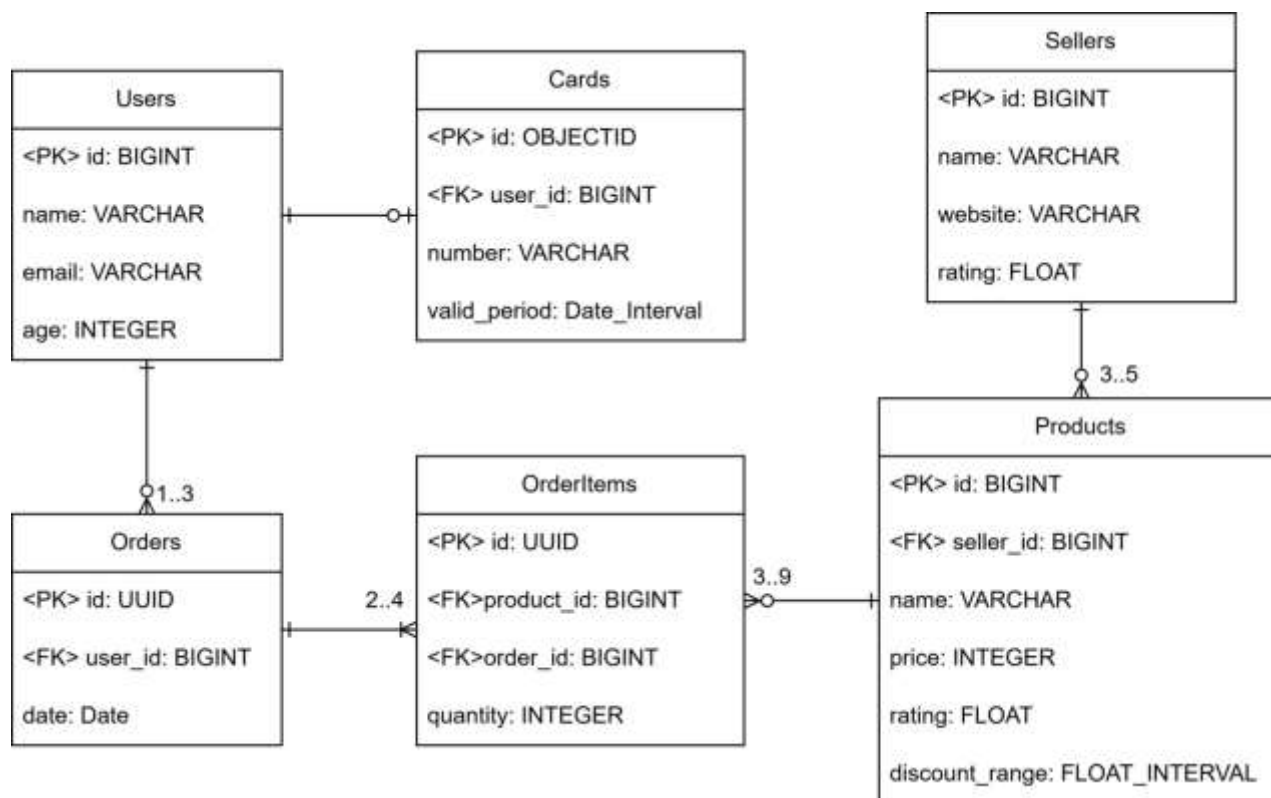 Users
<PK> id: BIGINT
name: VARCHAR
email: VARCHAR
age: INTEGER
Cards
<PK> id: OBJECTID
<FK> user_id: BIGINT
number: VARCHAR
valid_period: Date_Interval
Sellers
<PK> id: BIGINT
name: VARCHAR
website: VARCHAR
rating: FLOAT
1..3
3..5
Orders
<PK> id: UUID
<FK> user_id: BIGINT
date: Date
2..4
OrderItems
<PK> id: UUID
<FK>product_id: BIGINT
<FK>order_id: BIGINT
quantity: INTEGER
3..9
Products
<PK> id: BIGINT
<FK> seller_id: BIGINT
name: VARCHAR
price: INTEGER
rating: FLOAT
discount_range: FLOAT_INTERVAL